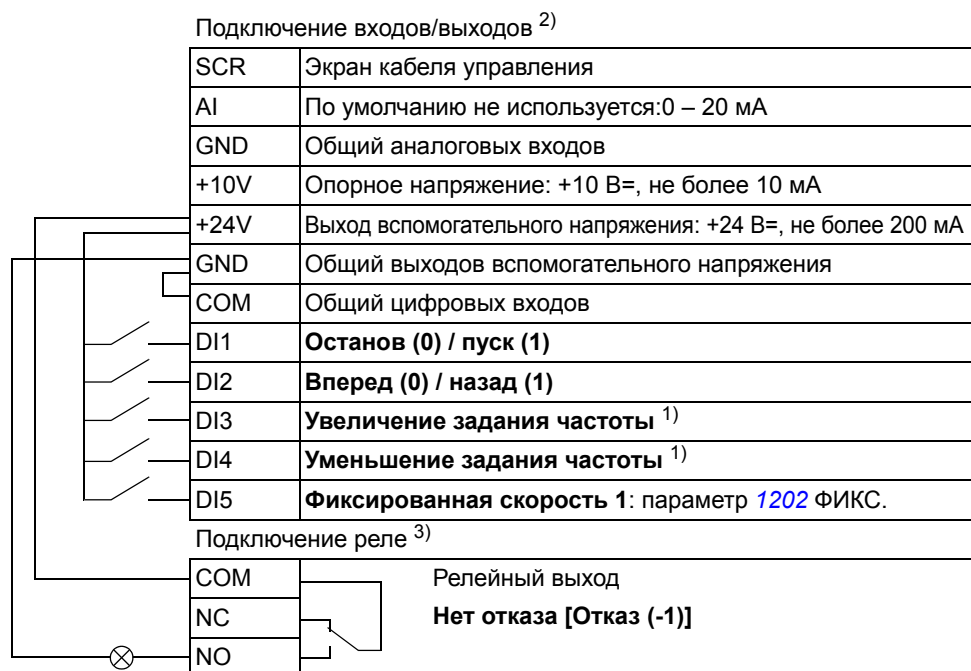 Подключение входов/выходов 2)
SCR Экран кабеля управления
AI По умолчанию не используется:0 – 20 мА
GND Общий аналоговых входов
+10V Опорное напряжение: +10 В=, не более 10 мА
+24V Выход вспомогательного напряжения: +24 В=, не более 200 мА
GND Общий выходов вспомогательного напряжения
COM Общий цифровых входов
DI1 Останов (0) / пуск (1)
DI2 Вперед (0) / назад (1)
DI3 Увеличение задания частоты 1)
DI4 Уменьшение задания частоты 1)
DI5 Фиксированная скорость 1: параметр 1202 ФИКС.
Подключение реле 3)
COM Релейный выход
NC Нет отказа [Отказ (-1)]
NO